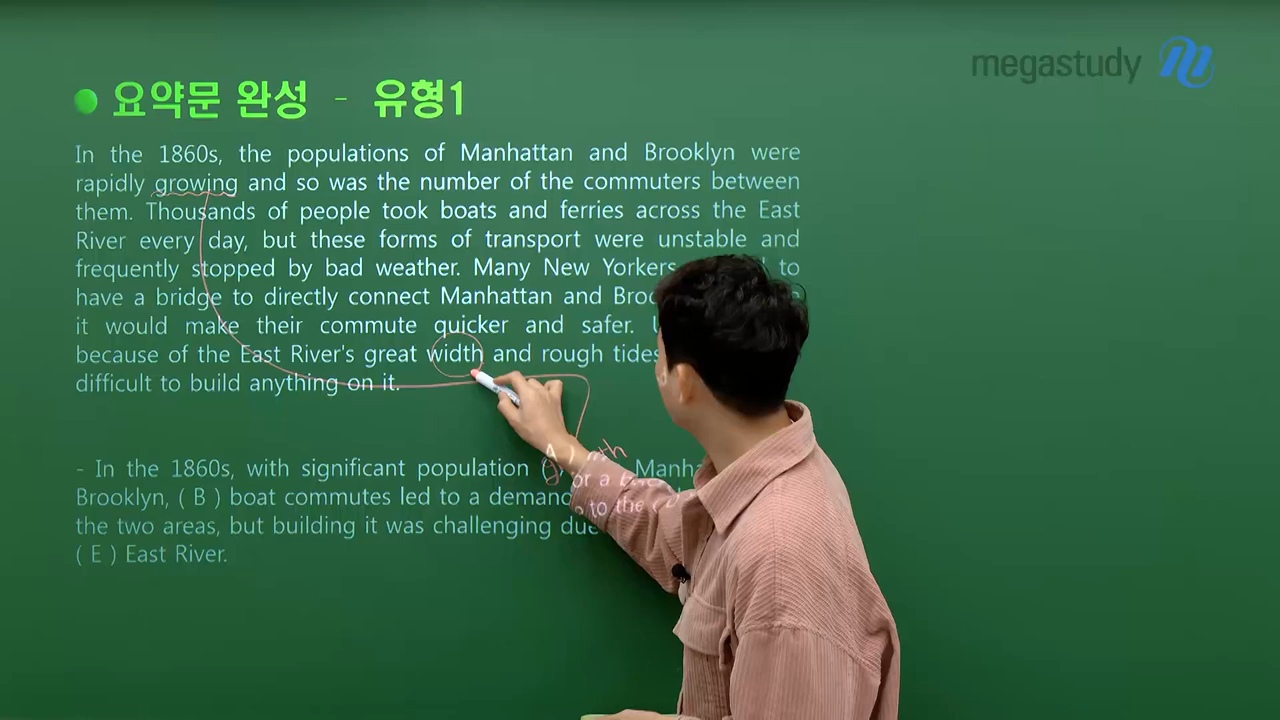 megastudy
요약문 완성 - 유형1
In the 1860s, the populations of Manhattan and Brooklyn were
rapidly growing and so was the number of the commuters between
them. Thousands of people took boats and ferries across the East
River every day, but these forms of transport were unstable and
frequently stopped by bad weather. Many New Yorkers to
have a bridge to directly connect Manhattan and
it would make their commute quicker and safer.
because of the East River's great width and rough tides
difficult to build anything on it.
- In the 1860s, with significant population
Brooklyn, ( B ) boat commutes led to a demand or a
the two areas, but building it was challenging due to the
( E ) East River.